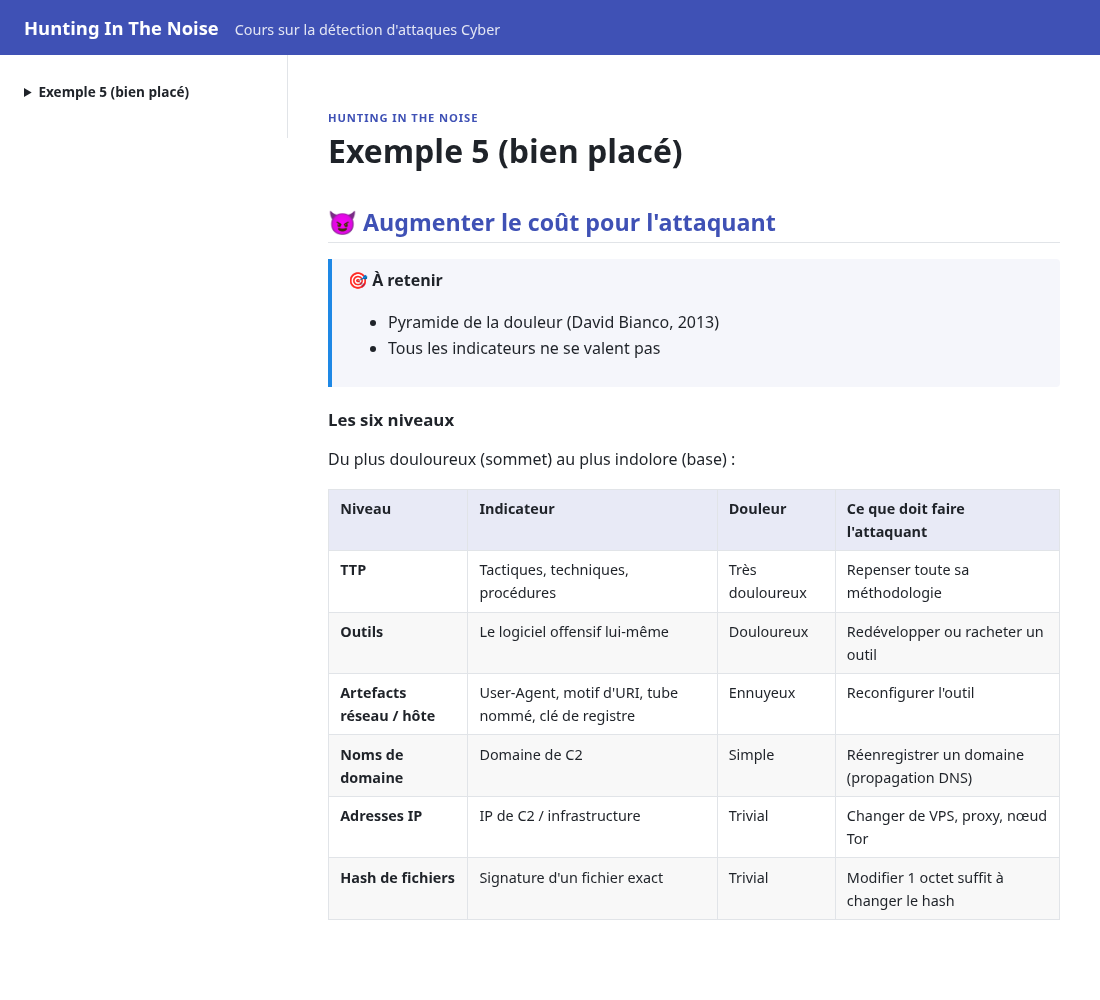 Hunting In The Noise Cours sur la détection d'attaques Cyber
Exemple 5 (bien placé)
HUNTING IN THE NOISE
Exemple 5 (bien placé)
😈 Augmenter le coût pour l'attaquant
🎯 À retenir
Pyramide de la douleur (David Bianco, 2013)
Tous les indicateurs ne se valent pas
Les six niveaux
Du plus douloureux (sommet) au plus indolore (base) :
Niveau Indicateur Douleur Ce que doit faire
l'attaquant
TTP Tactiques, techniques, Très Repenser toute sa
procédures douloureux méthodologie
Outils Le logiciel offensif lui-même Douloureux Redévelopper ou racheter un
outil
Artefacts User-Agent, motif d'URI, tube Ennuyeux Reconfigurer l'outil
réseau / hôte nommé, clé de registre
Noms de Domaine de C2 Simple Réenregistrer un domaine
domaine (propagation DNS)
Adresses IP IP de C2 / infrastructure Trivial Changer de VPS, proxy, nœud
Tor
Hash de fichiers Signature d'un fichier exact Trivial Modifier 1 octet suffit à
changer le hash